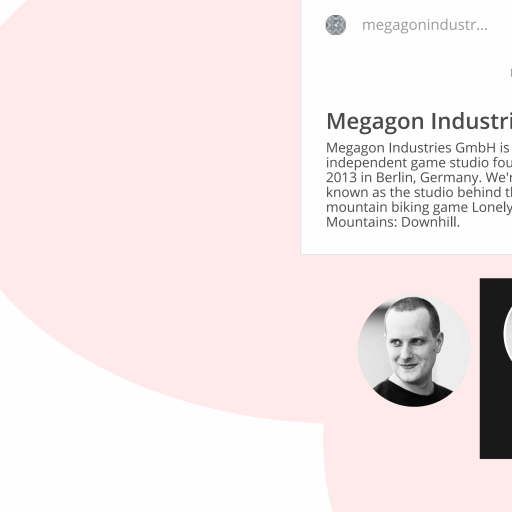 megagonindustr...
Megagon Industri
Megagon Industries GmbH is
independent game studio fou
2013 in Berlin, Germany. We'r
known as the studio behind th
mountain biking game Lonely
Mountains: Downhill.